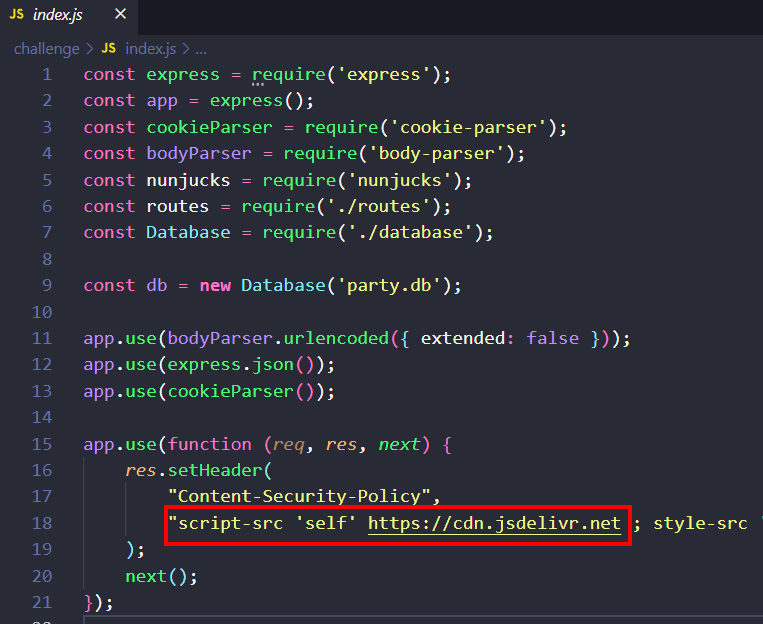 JS index.js ×
challenge > JS index.js > ...
1 const express = require('express');
2 const app = express();
3 const cookieParser = require('cookie-parser');
4 const bodyParser = require('body-parser');
5 const nunjucks = require('nunjucks');
6 const routes = require('./routes');
7 const Database = require('./database');
8
9 const db = new Database('party.db');
10
11 app.use(bodyParser.urlencoded({ extended: false }));
12 app.use(express.json());
13 app.use(cookieParser());
14
15 app.use(function (req, res, next) {
16 res.setHeader(
17 "Content-Security-Policy",
18 "script-src 'self' https://cdn.jsdelivr.net ; style-src '
19 );
20 next();
21 });